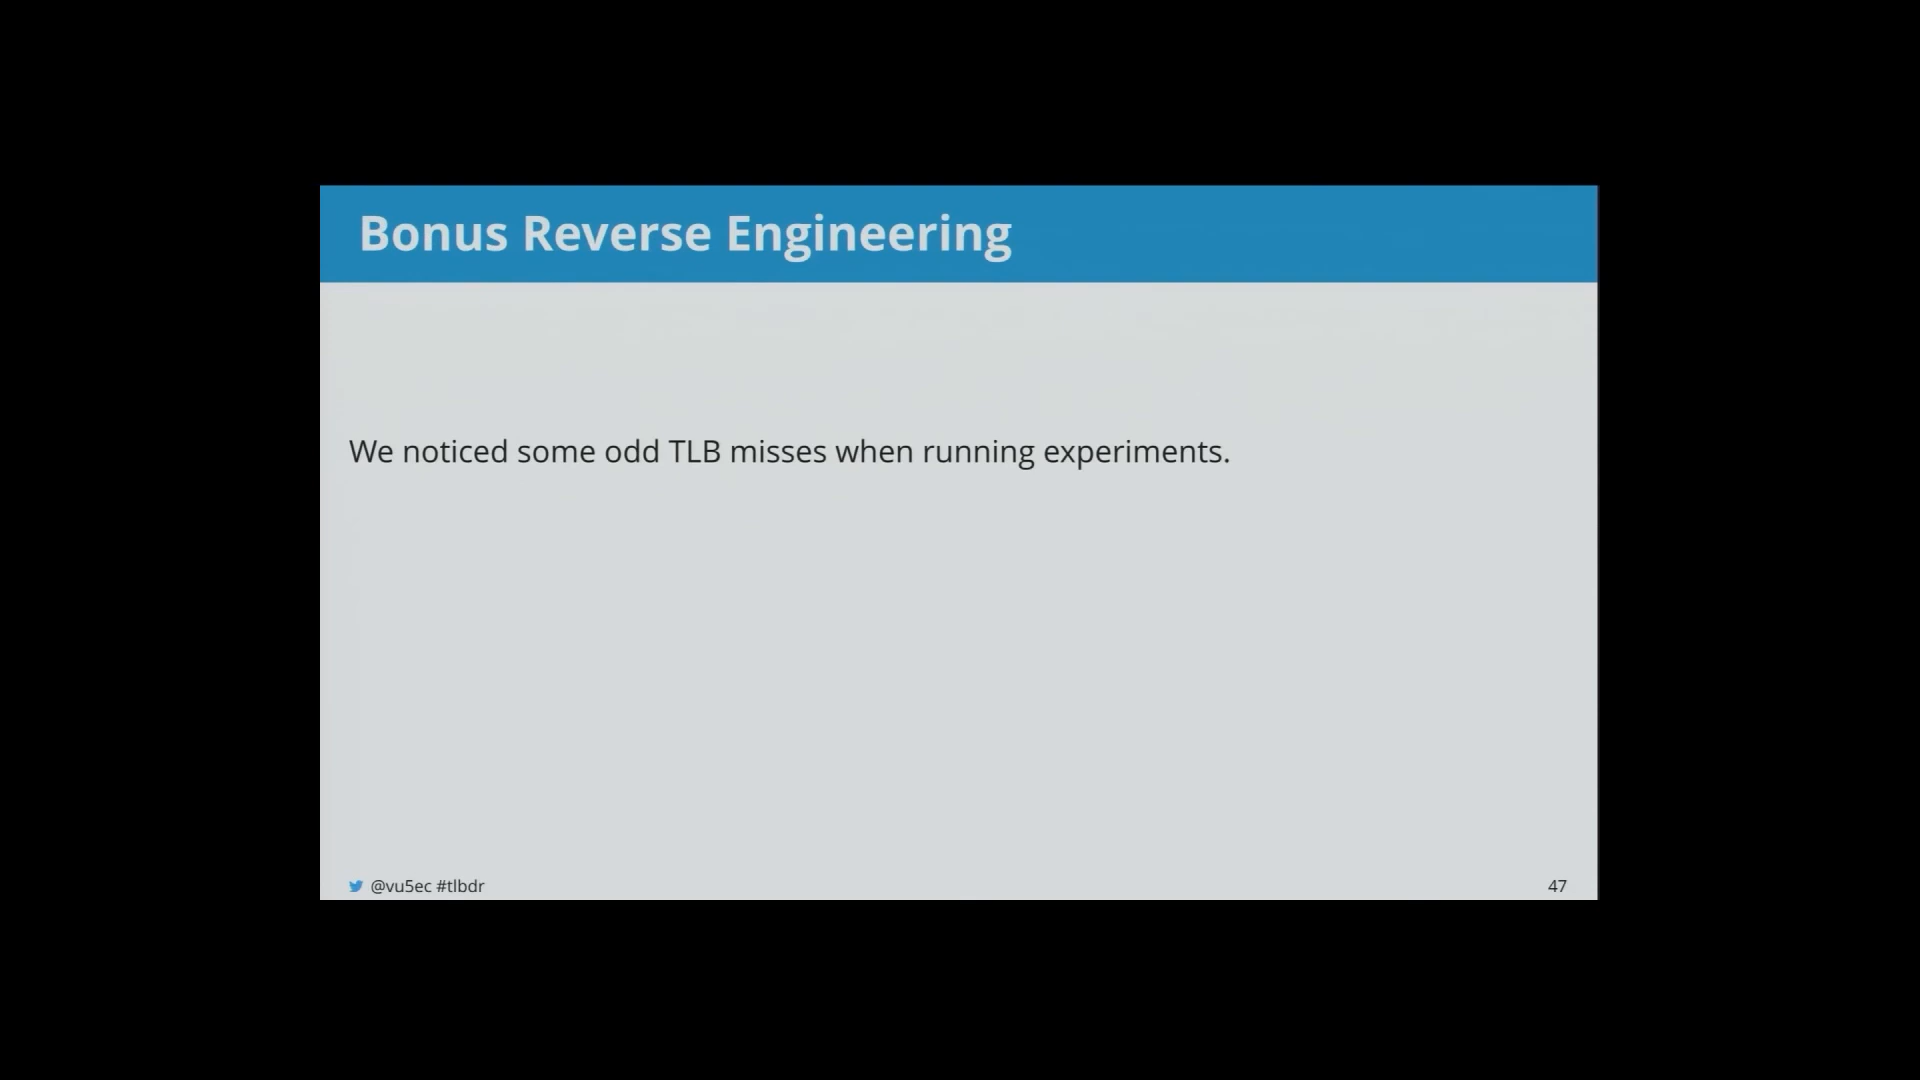 Bonus Reverse Engineering
We noticed some odd TLB misses when running experiments.
@vu5ec #tlbdr
47